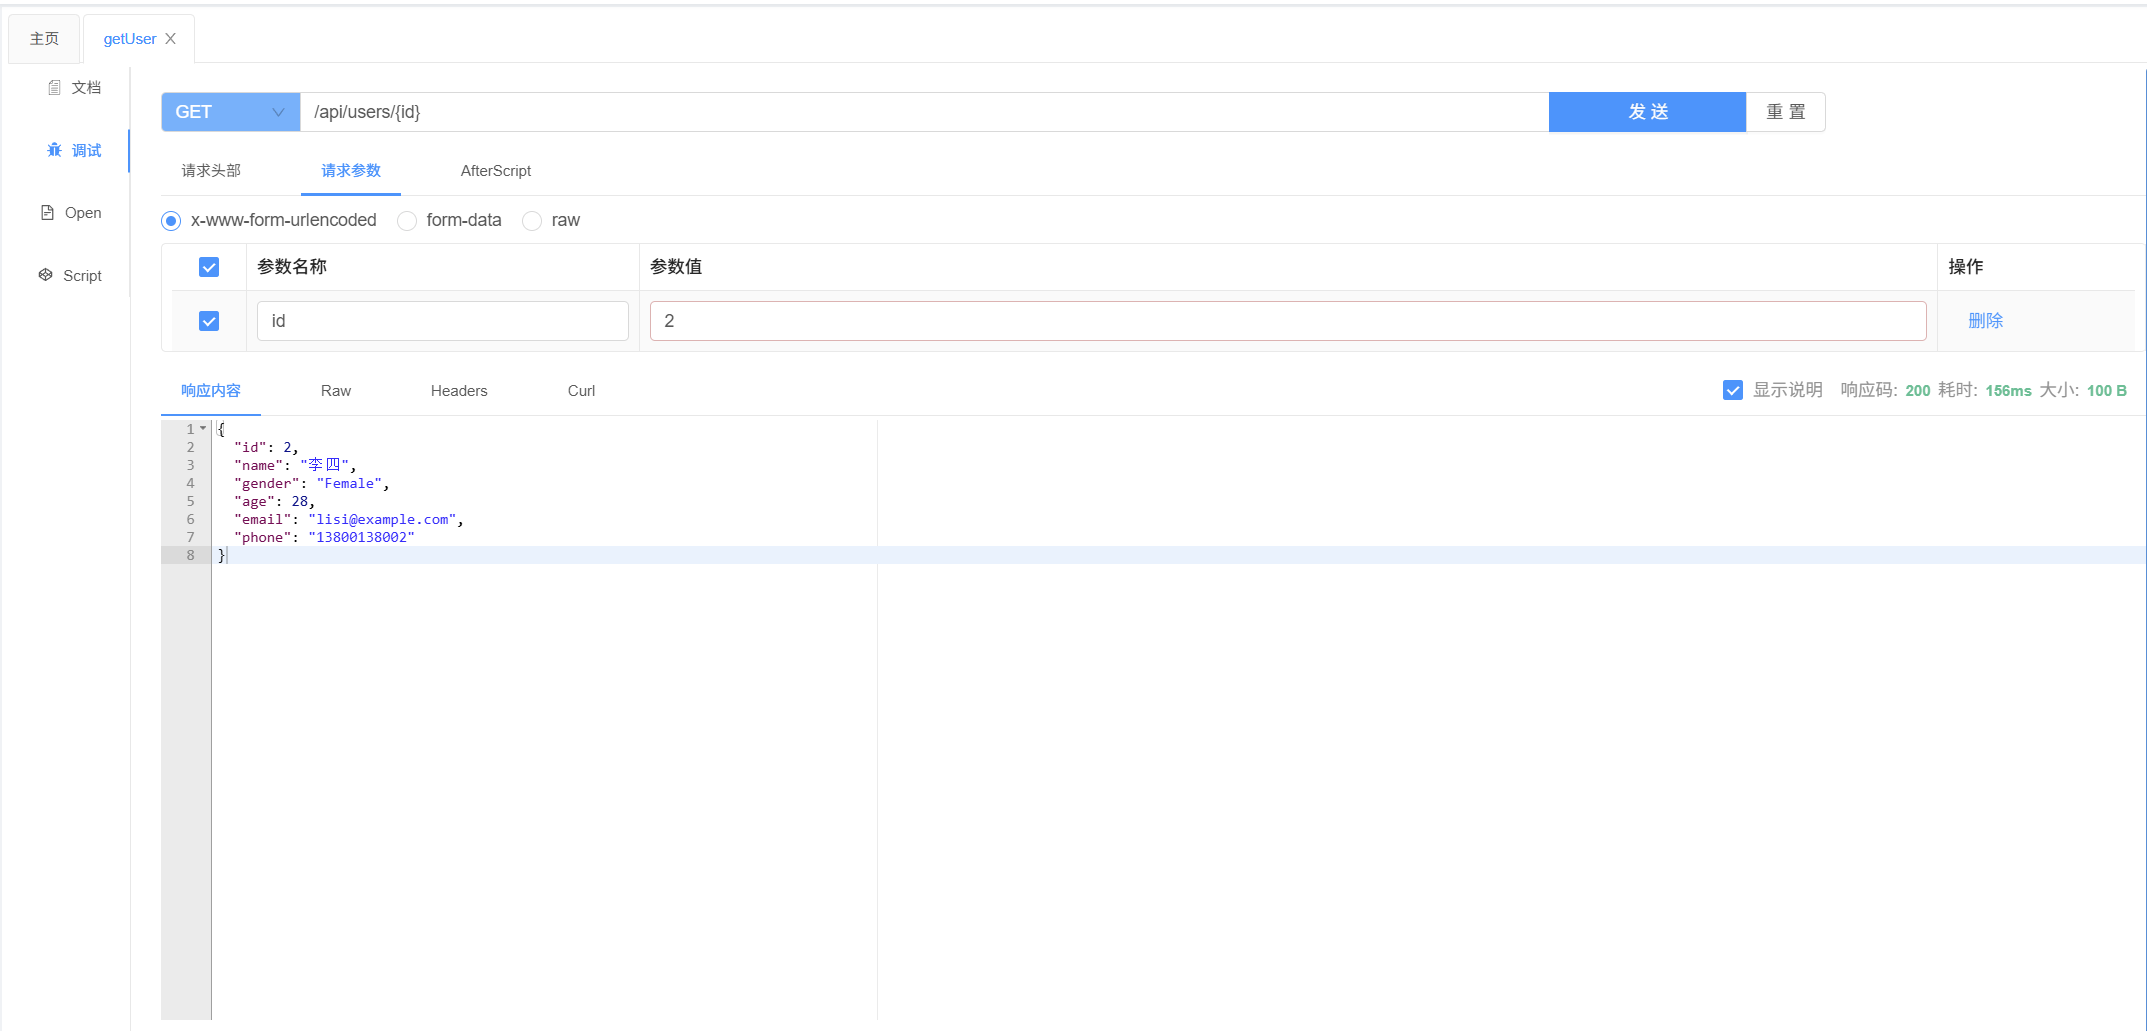 主页
getUser
文档
调试
Open
Script
GET
/api/users/{id}
发 送
重 置
请求头部
请求参数
AfterScript
x-www-form-urlencoded
form-data
raw
参数名称
参数值
操作
id
2
删除
响应内容
Raw
Headers
Curl
显示说明
响应码: 200 耗时: 156ms 大小: 100 B
1 {
2 "id": 2,
3 "name": "李四",
4 "gender": "Female",
5 "age": 28,
6 "email": "lisi@example.com",
7 "phone": "13800138002"
8 }